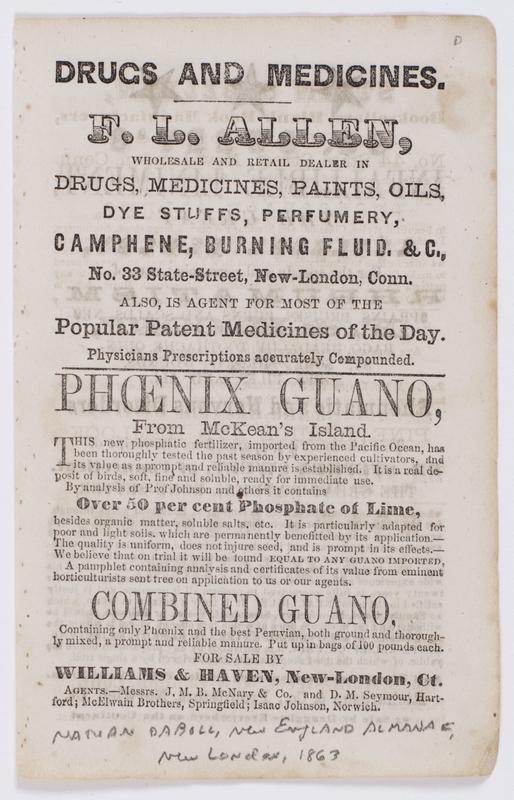 D
DRUGS AND MEDICINES.
F. L. ALLEN,
WHOLESALE AND RETAIL DEALER IN
DRUGS, MEDICINES, PAINTS, OILS,
DYE STUFFS, PERFUMERY,
CAMPHENE, BURNING FLUID. &C.,
No. 33 State-Street, New-London, Conn.
ALSO, IS AGENT FOR MOST OF THE
Popular Patent Medicines of the Day.
Physicians Prescriptions accurately Compounded.
PHŒNIX GUANO,
From McKean's Island.
THIS new phosphatic fertilizer, imported from the Pacific Ocean, has
been thoroughly tested the past season by experienced cultivators, and
its value as a prompt and reliable manure is established. It is a real de-
posit of birds, soft, fine and soluble, ready for immediate use.
By analysis of Prof Johnson and others it contains
Over 50 per cent Phosphate of Lime,
besides organic matter, soluble salts, etc. It is particularly adapted for
poor and light soils, which are permanently benefitted by its application.—
The quality is uniform, does not injure seed, and is prompt in its effects.—
We believe that on trial it will be found EQUAL TO ANY GUANO IMPORTED,
A pamphlet containing analysis and certificates of its value from eminent
horticulturists sent tree on application to us or our agents.
COMBINED GUANO,
Containing only Phœnix and the best Peruvian, both ground and thorough-
ly mixed, a prompt and reliable manure. Put up in bags of 100 pounds each.
FOR SALE BY
WILLIAMS & HAVEN, New-London, Ct.
AGENTS.—Messrs. J. M. B. McNary & Co. and D. M. Seymour, Hart-
ford; McElwain Brothers, Springfield; Isaac Johnson, Norwich.
NATHAN DABOLL, NEW ENGLAND ALMANAC,
New London, 1863